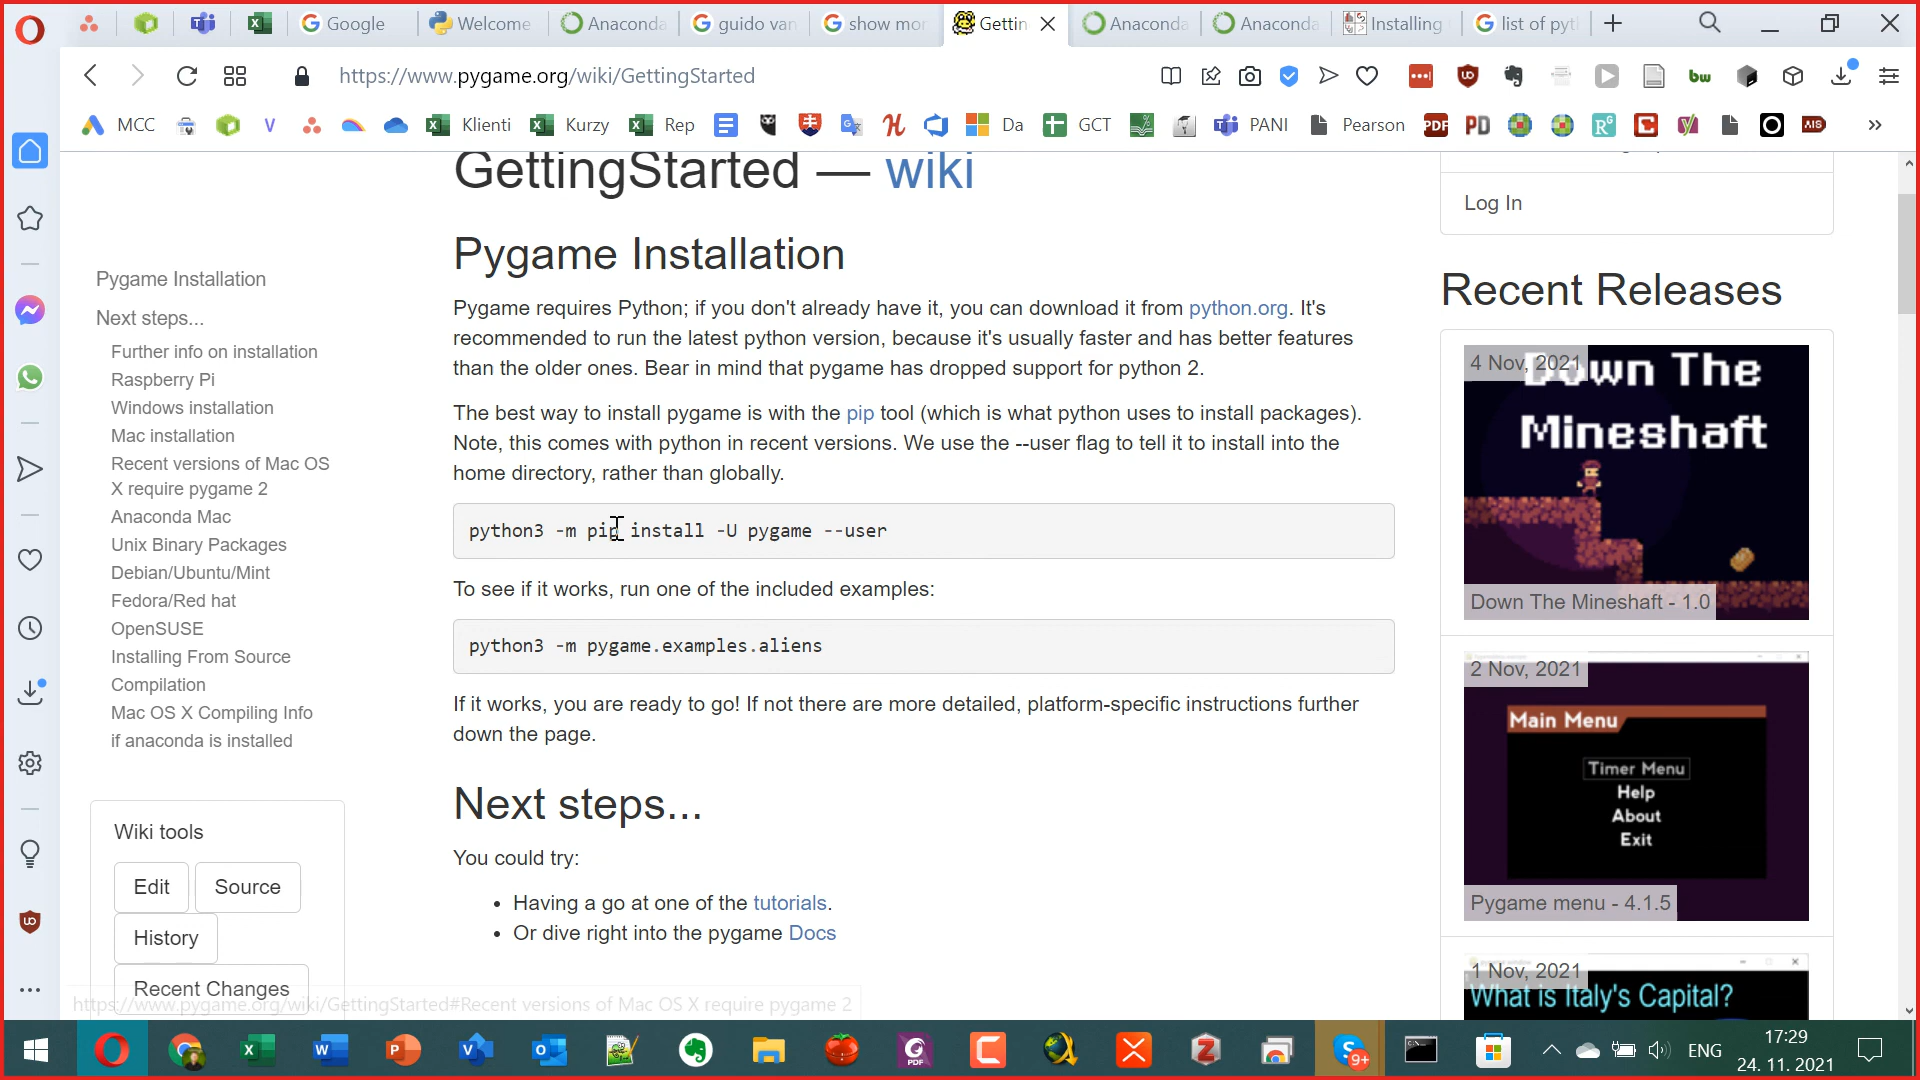 Google
Welcome
Anaconda
guido van
show mor
Gettin
Anaconda
Anaconda
Installing
list of pyt
https://www.pygame.org/wiki/GettingStarted
MCC
Klienti
Kurzy
Rep
Da
GCT
PANI
Pearson
GettingStarted — wiki
Log In
Pygame Installation
Next steps...
Further info on installation
Raspberry Pi
Windows installation
Mac installation
Recent versions of Mac OS
X require pygame 2
Anaconda Mac
Unix Binary Packages
Debian/Ubuntu/Mint
Fedora/Red hat
OpenSUSE
Installing From Source
Compilation
Mac OS X Compiling Info
if anaconda is installed
Wiki tools
Edit
Source
History
Recent Changes
Pygame Installation
Pygame requires Python; if you don't already have it, you can download it from python.org. It's
recommended to run the latest python version, because it's usually faster and has better features
than the older ones. Bear in mind that pygame has dropped support for python 2.
The best way to install pygame is with the pip tool (which is what python uses to install packages).
Note, this comes with python in recent versions. We use the --user flag to tell it to install into the
home directory, rather than globally.
python3 -m pip install -U pygame --user
To see if it works, run one of the included examples:
python3 -m pygame.examples.aliens
If it works, you are ready to go! If not there are more detailed, platform-specific instructions further
down the page.
Next steps...
You could try:
• Having a go at one of the tutorials.
• Or dive right into the pygame Docs
Recent Releases
4 Nov, 2021
Down The
Mineshaft
Down The Mineshaft - 1.0
2 Nov, 2021
Main Menu
Timer Menu
Help
About
Exit
Pygame menu - 4.1.5
1 Nov, 2021
What is Italy's Capital?
https://www.pygame.org/wiki/GettingStarted#Recent versions of Mac OS X require pygame 2
9+
ENG
17:29
24. 11. 2021